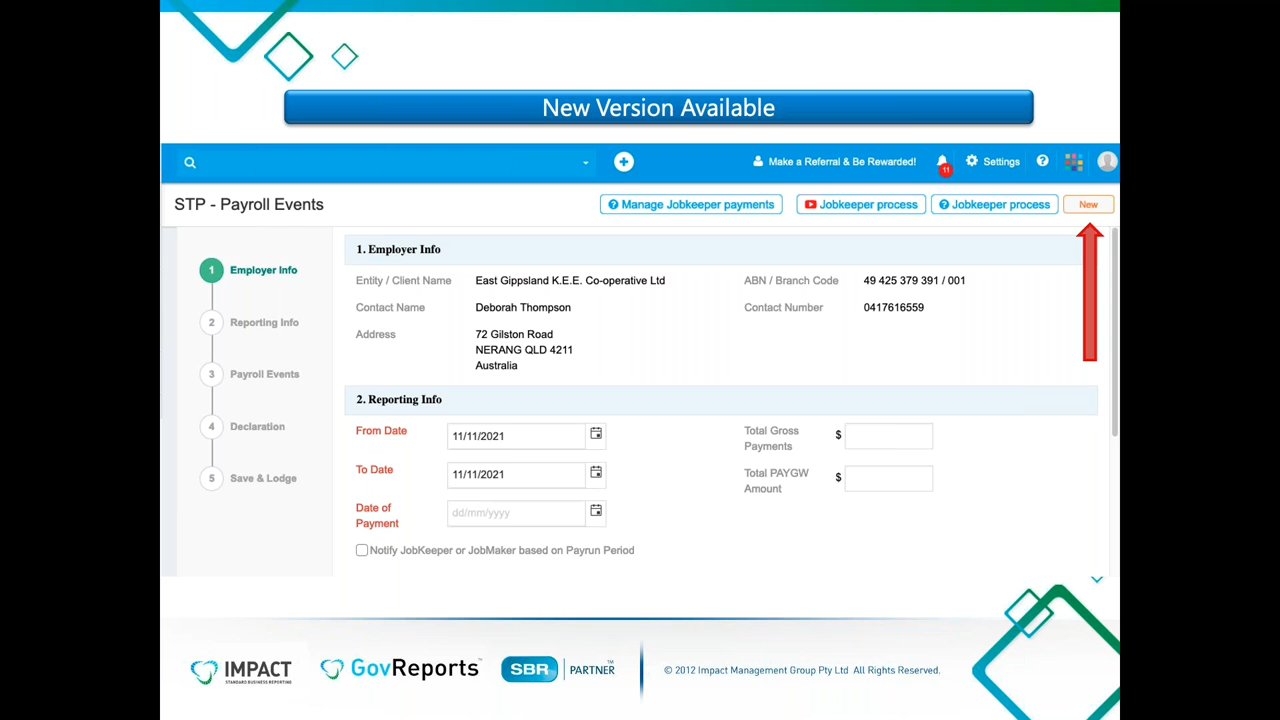 New Version Available
Make a Referral & Be Rewarded!
11
Settings
STP - Payroll Events
Manage Jobkeeper payments
Jobkeeper process
Jobkeeper process
New
1 Employer Info
2 Reporting Info
3 Payroll Events
4 Declaration
5 Save & Lodge
1. Employer Info
Entity / Client Name East Gippsland K.E.E. Co-operative Ltd ABN / Branch Code 49 425 379 391 / 001
Contact Name Deborah Thompson Contact Number 0417616559
Address 72 Gilston Road
NERANG QLD 4211
Australia
2. Reporting Info
From Date 11/11/2021
To Date 11/11/2021
Date of
Payment
dd/mm/yyyy
Total Gross
Payments
$
Total PAYGW
Amount
$
Notify JobKeeper or JobMaker based on Payrun Period
IMPACT
STANDARD BUSINESS REPORTING
GovReports™
SBR PARTNER™
© 2012 Impact Management Group Pty Ltd All Rights Reserved.